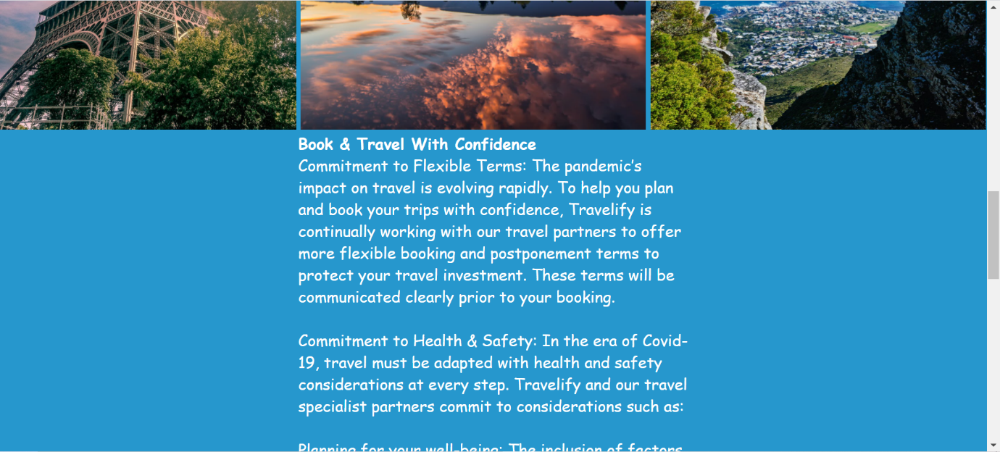 Book & Travel With Confidence
Commitment to Flexible Terms: The pandemic's
impact on travel is evolving rapidly. To help you plan
and book your trips with confidence, Travelify is
continually working with our travel partners to offer
more flexible booking and postponement terms to
protect your travel investment. These terms will be
communicated clearly prior to your booking.
Commitment to Health & Safety: In the era of Covid-
19, travel must be adapted with health and safety
considerations at every step. Travelify and our travel
specialist partners commit to considerations such as:
Planning for your well-being: The inclusion of factors